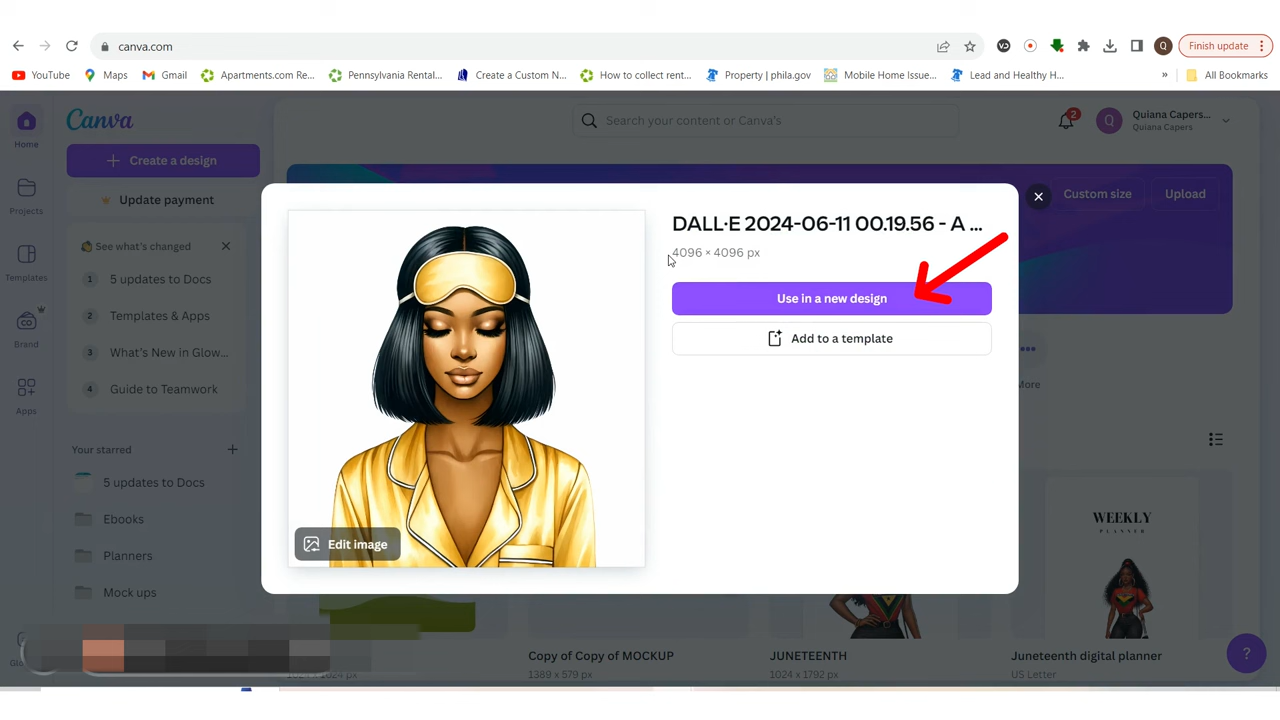 canva.com
Finish update
YouTube
Maps
Gmail
Apartments.com Re...
Pennsylvania Rental...
Create a Custom N...
How to collect rent...
Property | phila.gov
Mobile Home Issue...
Lead and Healthy H...
»
All Bookmarks
Home
Projects
Templates
Brand
Apps
Canva
+ Create a design
Update payment
See what's changed
1 5 updates to Docs
2 Templates & Apps
3 What's New in Glow...
4 Guide to Teamwork
Your starred
5 updates to Docs
Ebooks
Planners
Mock ups
Search your content or Canva's
2
Q
Quiana Capers...
Quiana Capers
Custom size
Upload
DALL·E 2024-06-11 00.19.56 - A ...
4096 × 4096 px
Use in a new design
Add to a template
Edit image
More
WEEKLY
PLANNER
Copy of Copy of MOCKUP
1389 x 579 px
JUNETEENTH
1024 x 1792 px
Juneteenth digital planner
US Letter
?